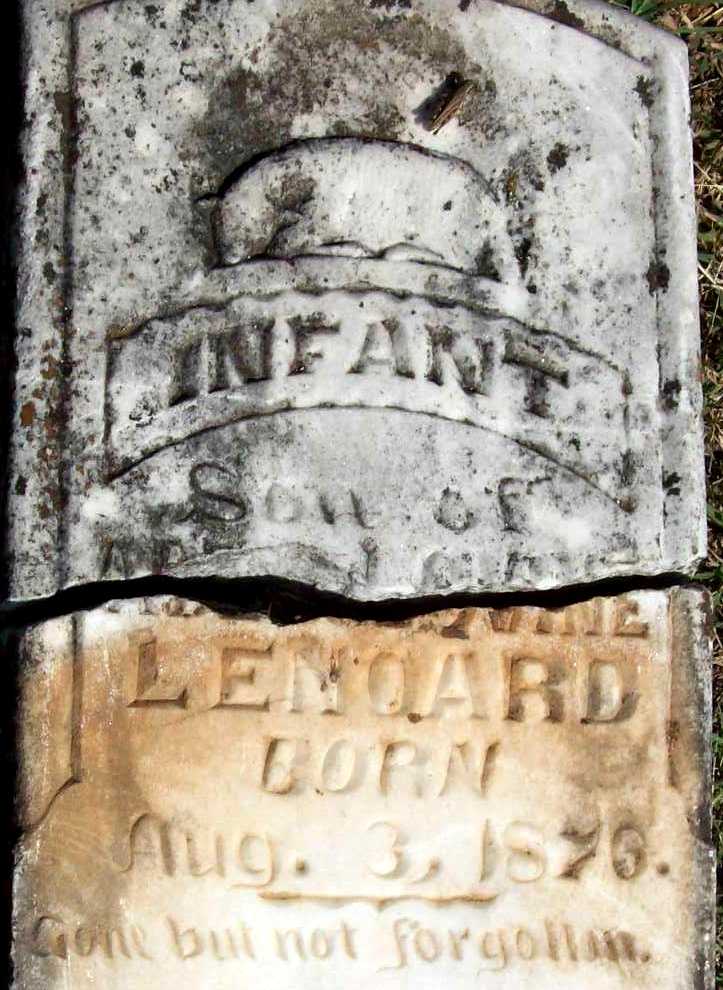 INFANT
Son of
LENOARD
BORN
Aug. 3, 1876.
Gone but not forgotten.